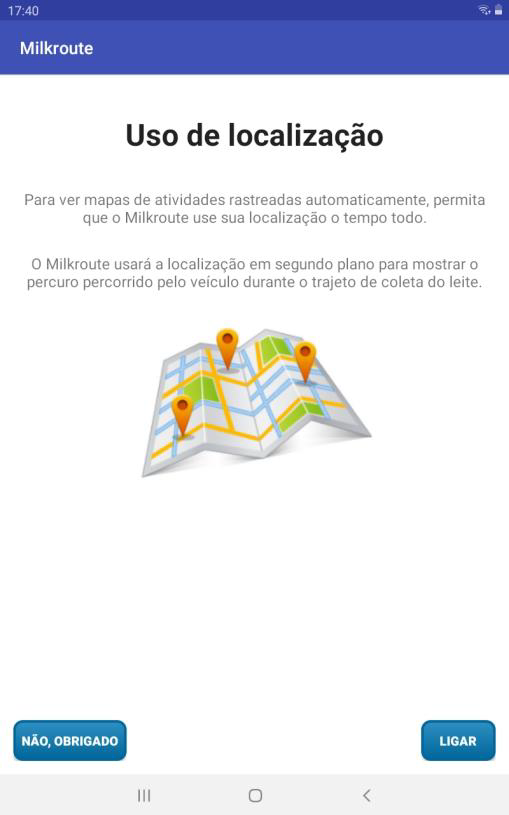 17:40
Milkroute
Uso de localização
Para ver mapas de atividades rastreadas automaticamente, permita
que o Milkroute use sua localização o tempo todo.
O Milkroute usará a localização em segundo plano para mostrar o
percuro percorrido pelo veículo durante o trajeto de coleta do leite.
NÃO, OBRIGADO
LIGAR